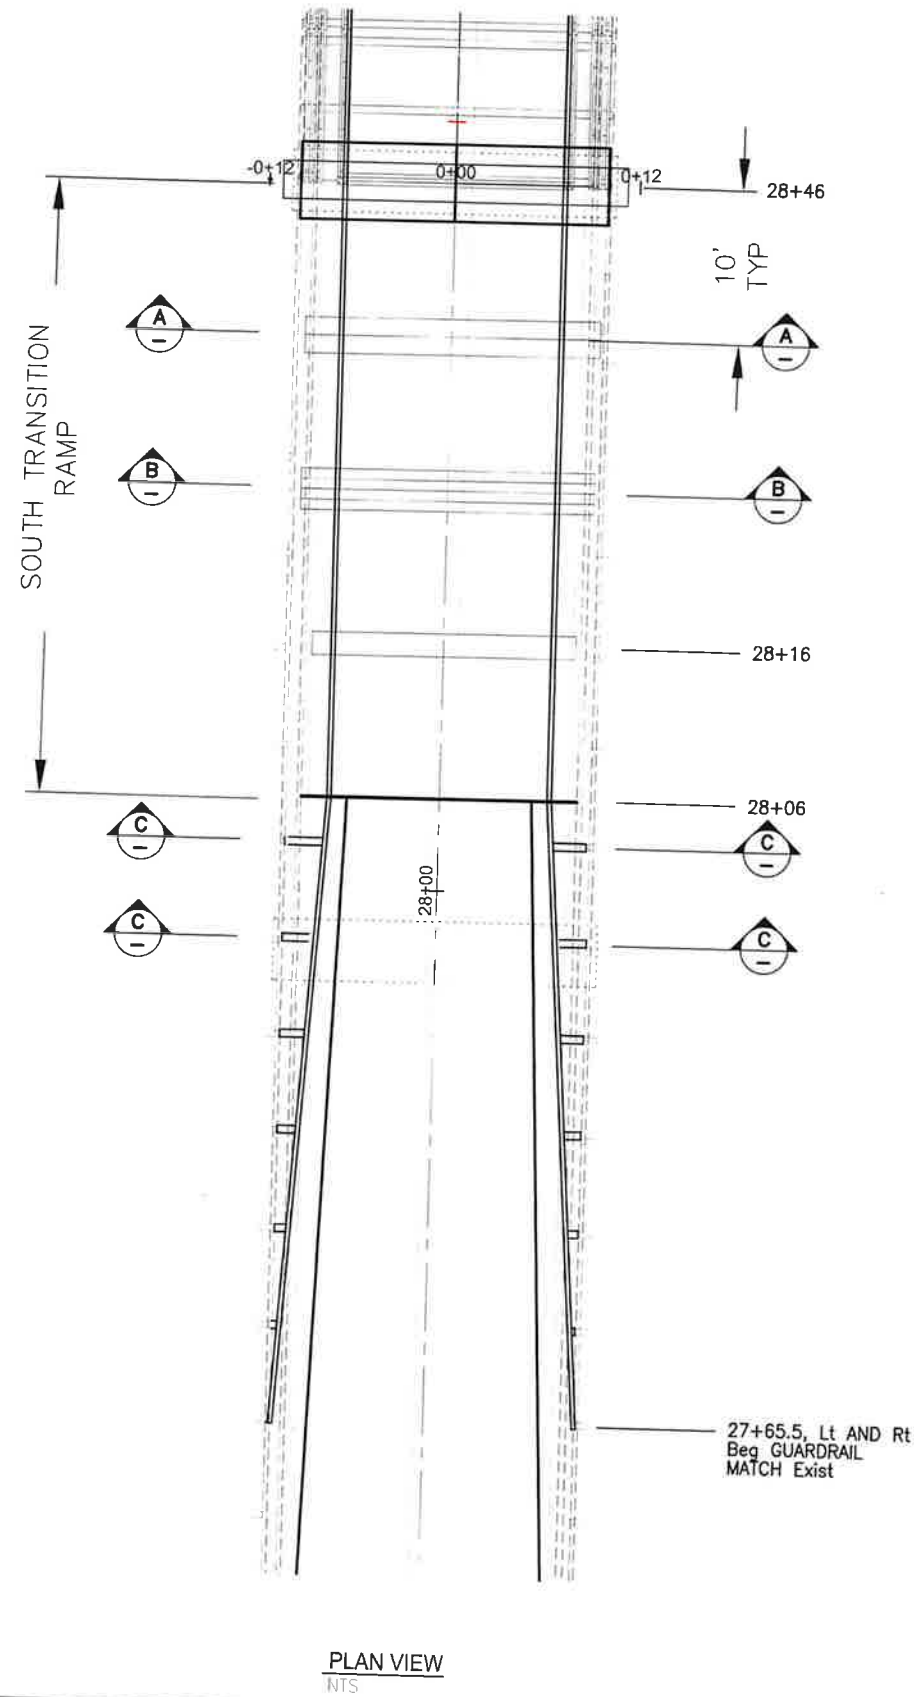 -0+12
0+00
0+12
28+46
10'
TYP
A
–
A
–
SOUTH TRANSITION
RAMP
B
–
B
–
28+16
28+06
C
–
C
–
28+00
C
–
C
–
27+65.5, Lt AND Rt
Beg GUARDRAIL
MATCH Exist
PLAN VIEW
NTS